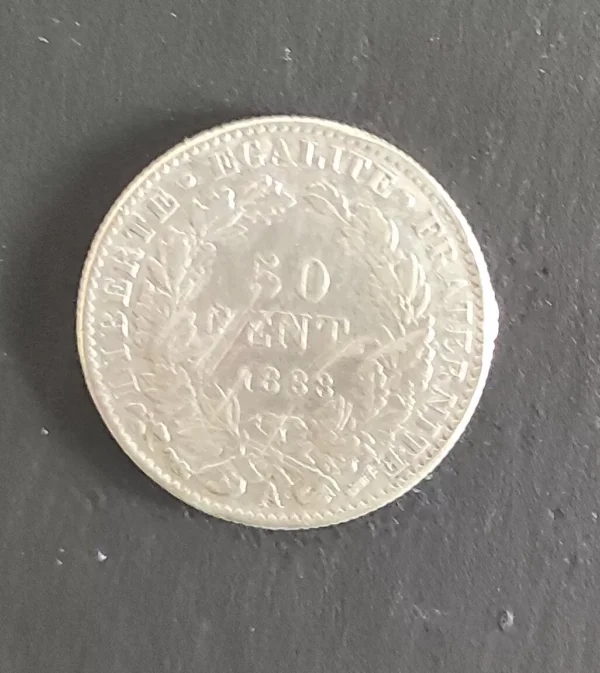 LIBERTE · EGALITE · FRATERNITE
50
CENT
1888
A